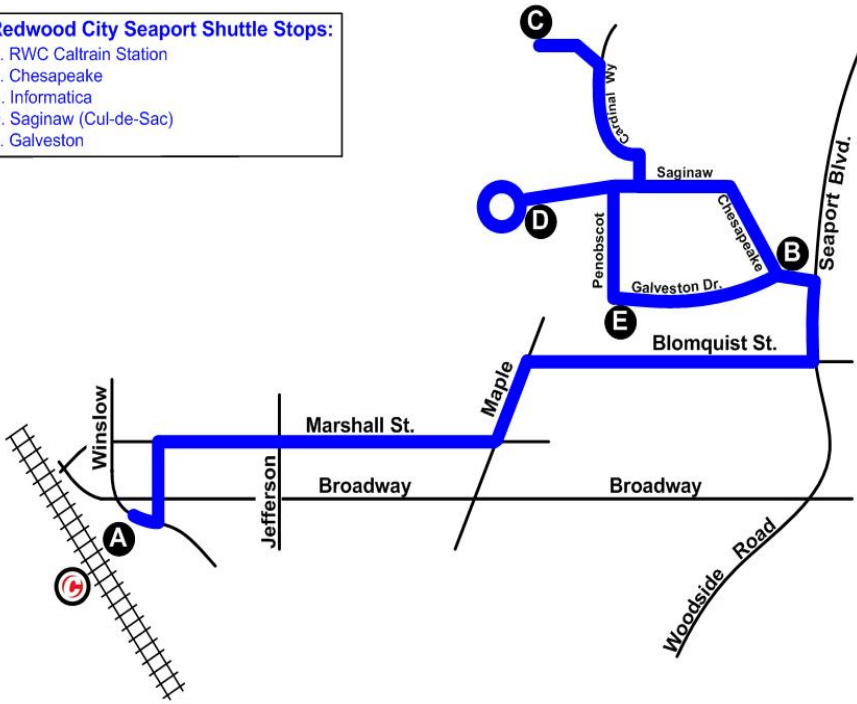 Redwood City Seaport Shuttle Stops:
. RWC Caltrain Station
. Chesapeake
. Informatica
. Saginaw (Cul-de-Sac)
. Galveston
C
Cardinal Wy
Saginaw
Seaport Blvd.
D
Penobscot
Chesapeake
B
Galveston Dr.
E
Blomquist St.
Maple
Winslow
Marshall St.
Jefferson
Broadway
Broadway
A
C
Woodside Road